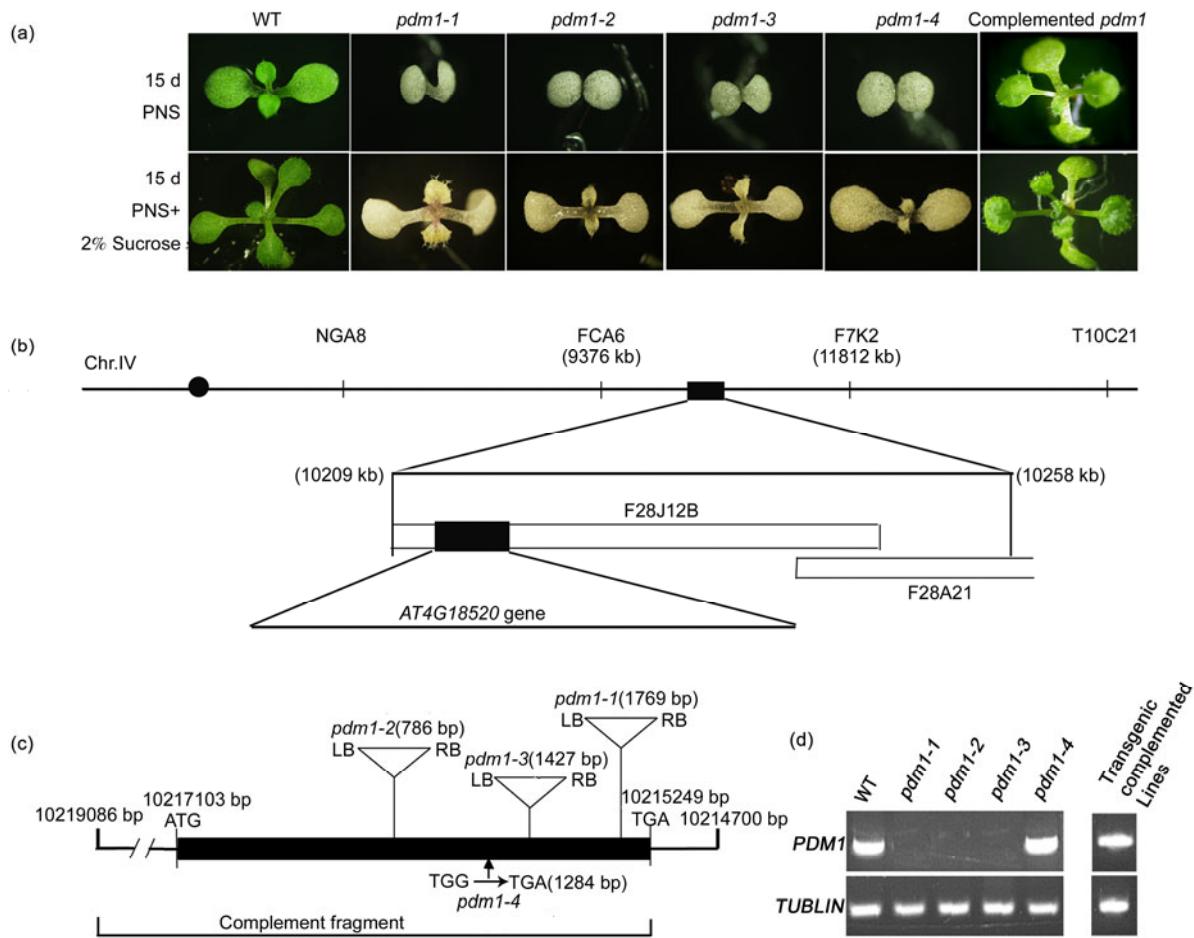 (a)
WT pdm1-1 pdm1-2 pdm1-3 pdm1-4 Complemented pdm1
15 d
PNS
15 d
PNS+
2% Sucrose
(b)
Chr.IV
NGA8
FCA6
(9376 kb)
F7K2
(11812 kb)
T10C21
(10209 kb)
(10258 kb)
F28J12B
F28A21
AT4G18520 gene
(c)
pdm1-1(1769 bp)
LB RB
pdm1-2(786 bp)
LB RB
pdm1-3(1427 bp)
LB RB
10219086 bp
10217103 bp
ATG
10215249 bp
TGA
10214700 bp
TGG TGA(1284 bp)
pdm1-4
Complement fragment
(d)
WT
pdm1-1
pdm1-2
pdm1-3
pdm1-4
Transgenic
complemented
Lines
PDM1
TUBLIN